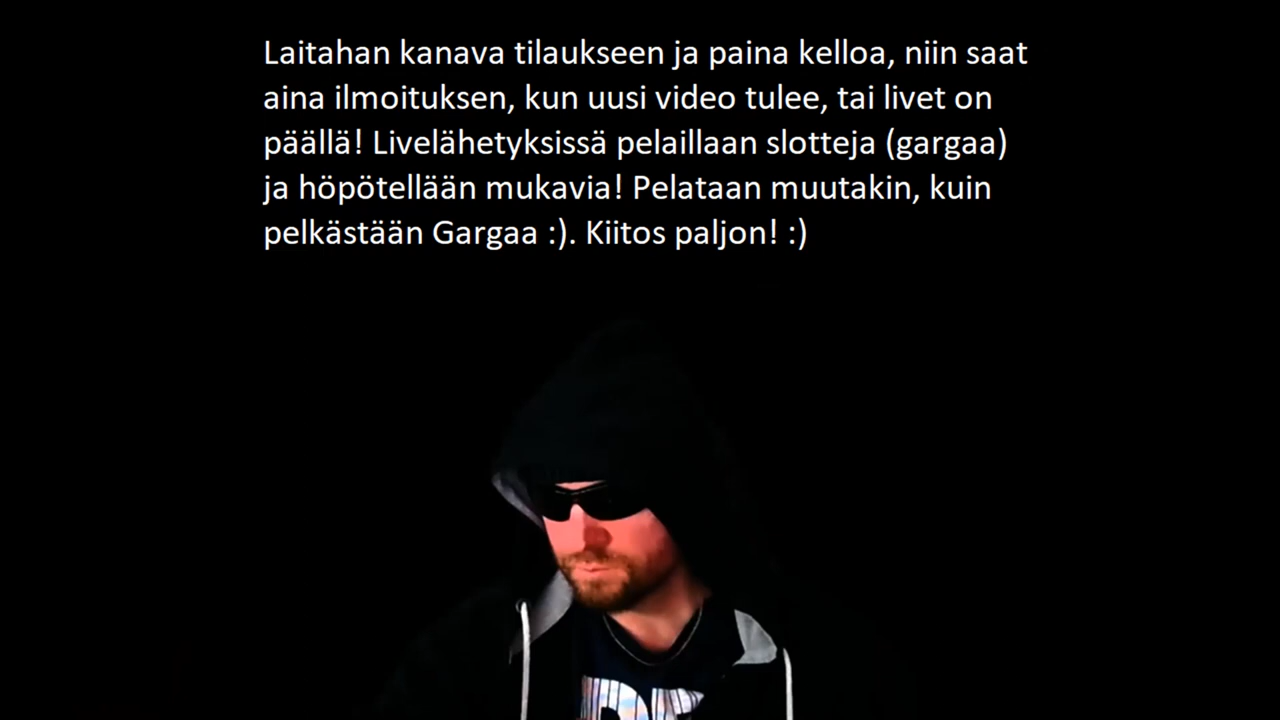 Laitahan kanava tilaukseen ja paina kelloa, niin saat
aina ilmoituksen, kun uusi video tulee, tai livet on
päällä! Livelähetyksissä pelaillaan slotteja (gargaa)
ja höpötellään mukavia! Pelataan muutakin, kuin
pelkästään Gargaa :). Kiitos paljon! :)